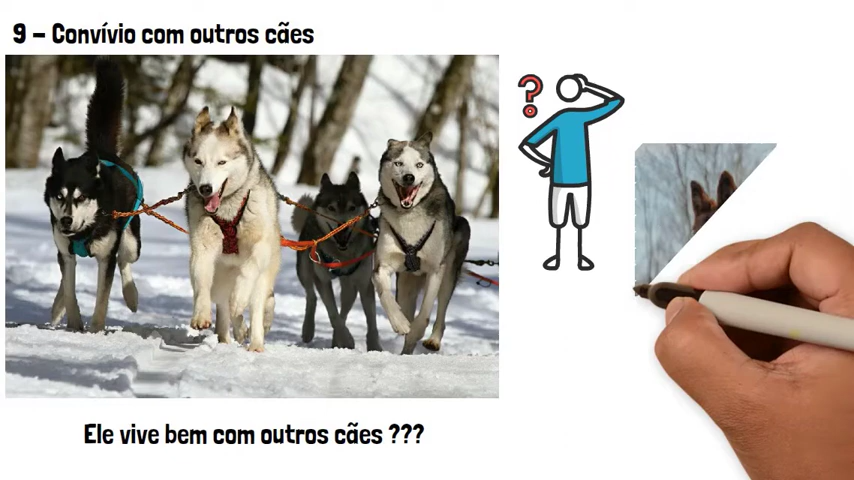 9 – Convívio com outros cães
?
Ele vive bem com outros cães ???